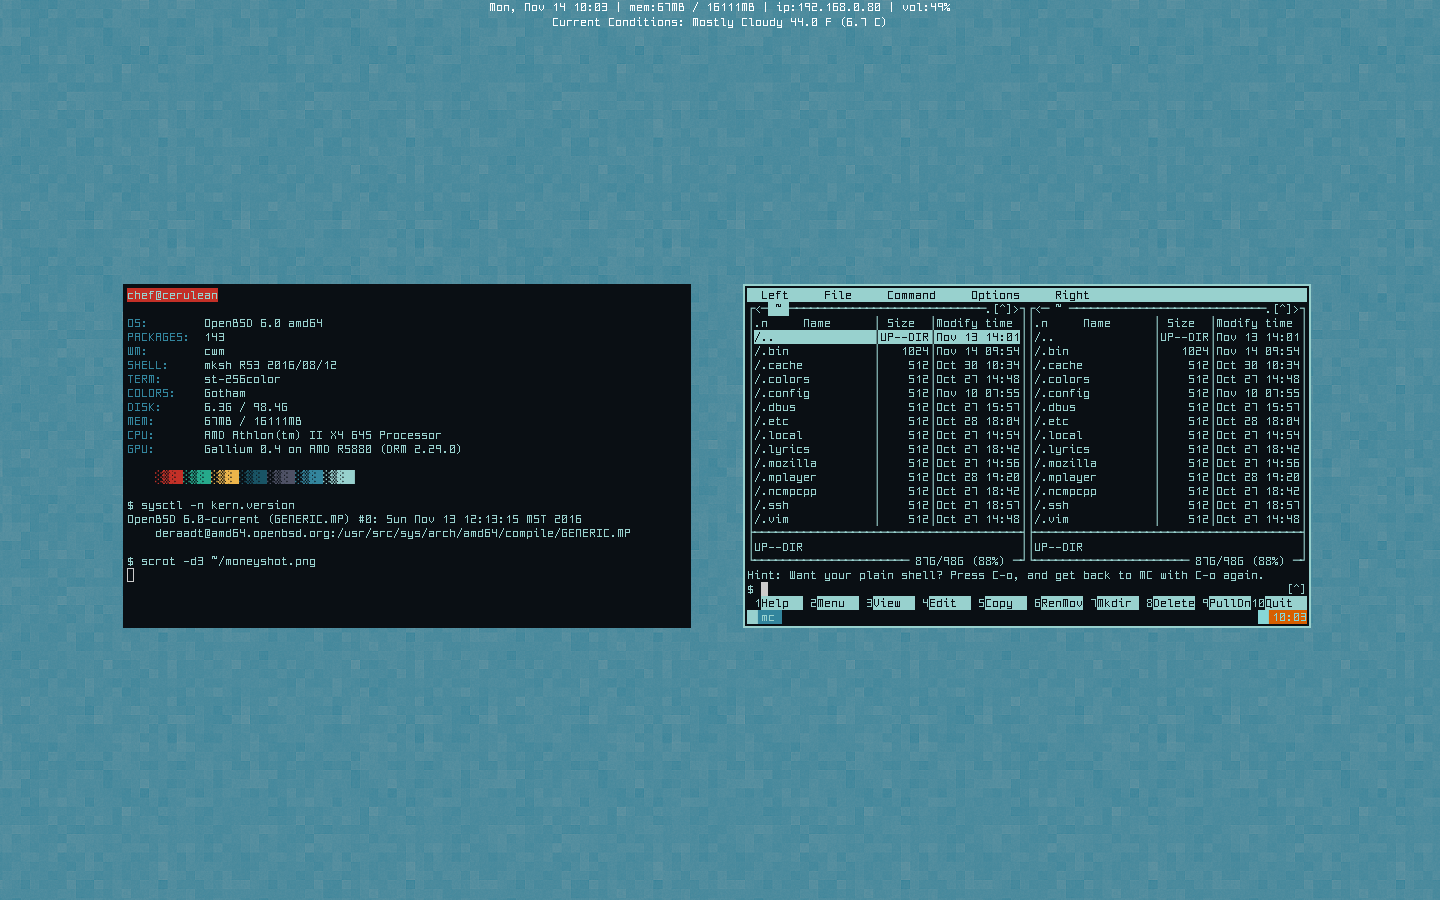 Mon, Nov 14 10:03 | mem:67MB / 16111MB | ip:192.168.0.80 | vol:49%
Current Conditions: Mostly Cloudy 44.0 F (6.7 C)
chef@cerulean
OS: OpenBSD 6.0 amd64
PACKAGES: 143
WM: cwm
SHELL: mksh R53 2016/08/12
TERM: st-256color
COLORS: Gotham
DISK: 6.3G / 98.4G
MEM: 67MB / 16111MB
CPU: AMD Athlon(tm) II X4 645 Processor
GPU: Gallium 0.4 on AMD RS880 (DRM 2.29.0)
$ sysctl -n kern.version
OpenBSD 6.0-current (GENERIC.MP) #0: Sun Nov 13 12:13:15 MST 2016
deraadt@amd64.openbsd.org:/usr/src/sys/arch/amd64/compile/GENERIC.MP
$ scrot -d3 ~/moneyshot.png
Left File Command Options Right
<- ~ .[^]> <- ~ .[^]>
.n Name Size Modify time .n Name Size Modify time
/.. UP--DIR Nov 13 14:01 /.. UP--DIR Nov 13 14:01
/.bin 1024 Nov 14 09:54 /.bin 1024 Nov 14 09:54
/.cache 512 Oct 30 10:34 /.cache 512 Oct 30 10:34
/.colors 512 Oct 27 14:48 /.colors 512 Oct 27 14:48
/.config 512 Nov 10 07:55 /.config 512 Nov 10 07:55
/.dbus 512 Oct 27 15:57 /.dbus 512 Oct 27 15:57
/.etc 512 Oct 28 18:04 /.etc 512 Oct 28 18:04
/.local 512 Oct 27 14:54 /.local 512 Oct 27 14:54
/.lyrics 512 Oct 27 18:42 /.lyrics 512 Oct 27 18:42
/.mozilla 512 Oct 27 14:56 /.mozilla 512 Oct 27 14:56
/.mplayer 512 Oct 28 19:20 /.mplayer 512 Oct 28 19:20
/.ncmpcpp 512 Oct 27 18:42 /.ncmpcpp 512 Oct 27 18:42
/.ssh 512 Oct 27 18:57 /.ssh 512 Oct 27 18:57
/.vim 512 Oct 27 14:48 /.vim 512 Oct 27 14:48
UP--DIR UP--DIR
87G/98G (88%) 87G/98G (88%)
Hint: Want your plain shell? Press C-o, and get back to MC with C-o again.
$ [^]
1Help 2Menu 3View 4Edit 5Copy 6RenMov 7Mkdir 8Delete 9PullDn 10Quit
mc 10:03